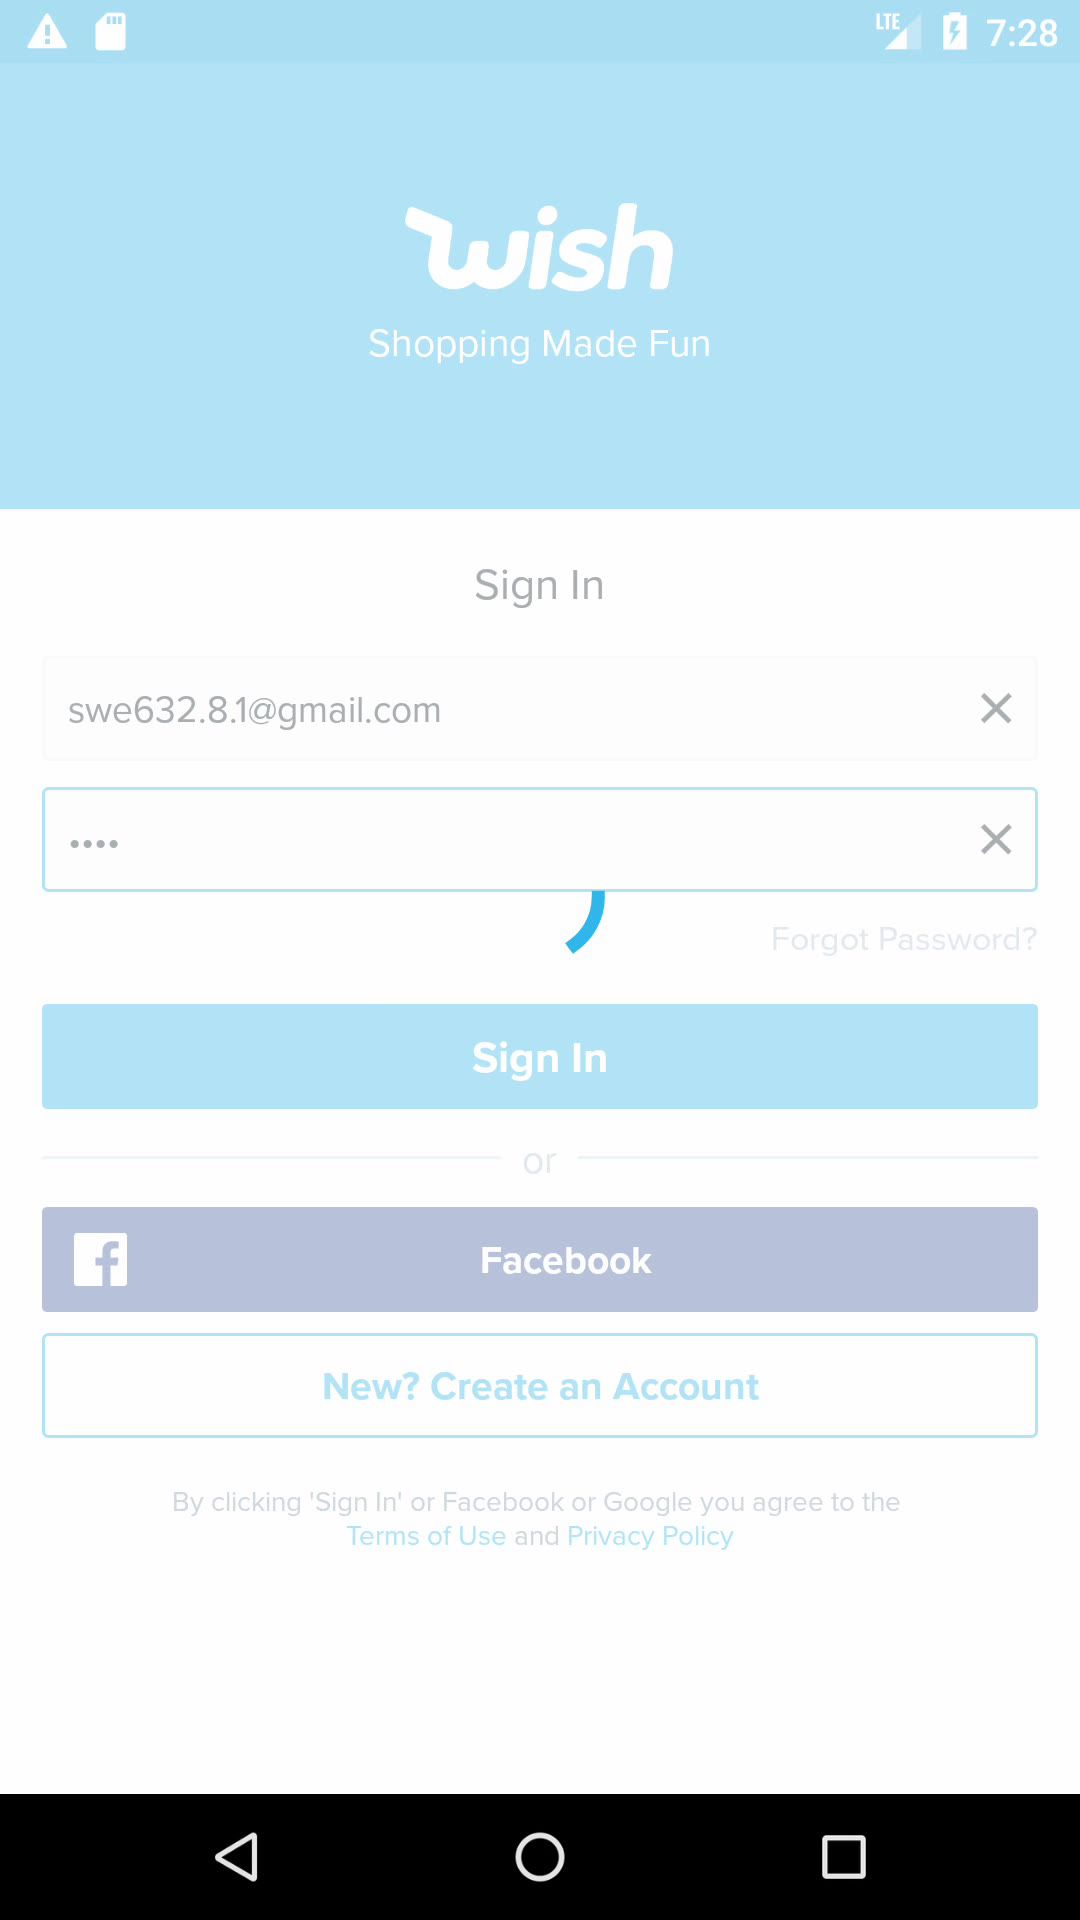 LTE 7:28
wish
Shopping Made Fun
Sign In
swe632.8.1@gmail.com
••••
Forgot Password?
Sign In
or
Facebook
New? Create an Account
By clicking 'Sign In' or Facebook or Google you agree to the
Terms of Use and Privacy Policy